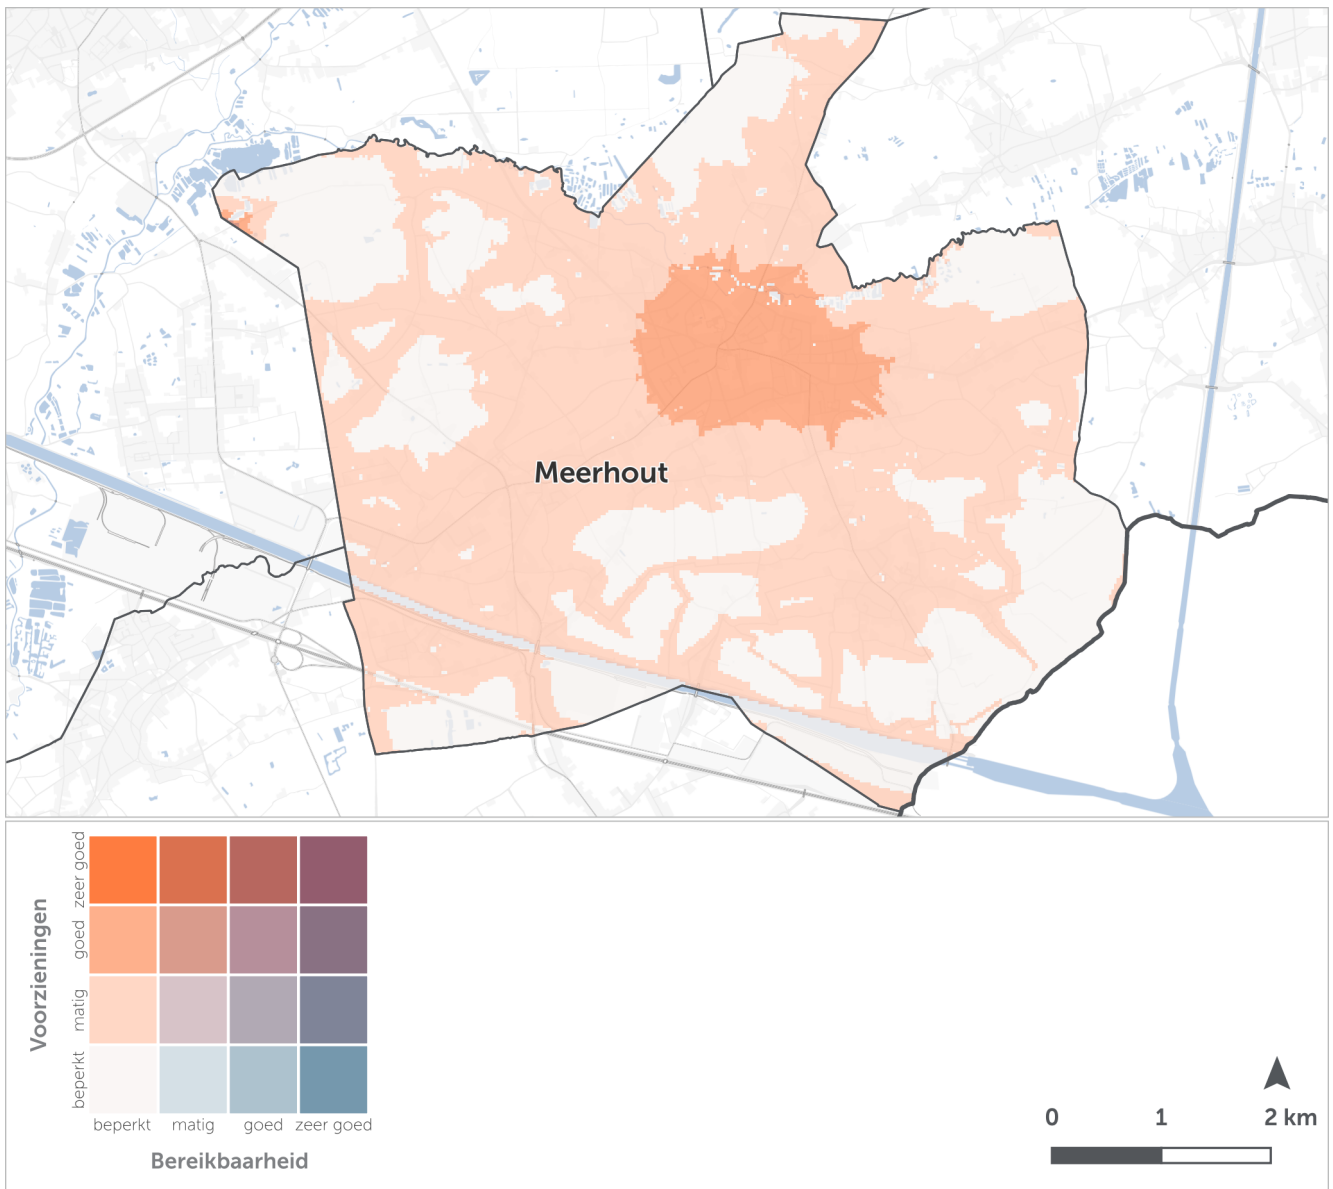 Meerhout
Voorzieningen
zeer goed
goed
matig
beperkt
beperkt matig goed zeer goed
Bereikbaarheid
0 1 2 km